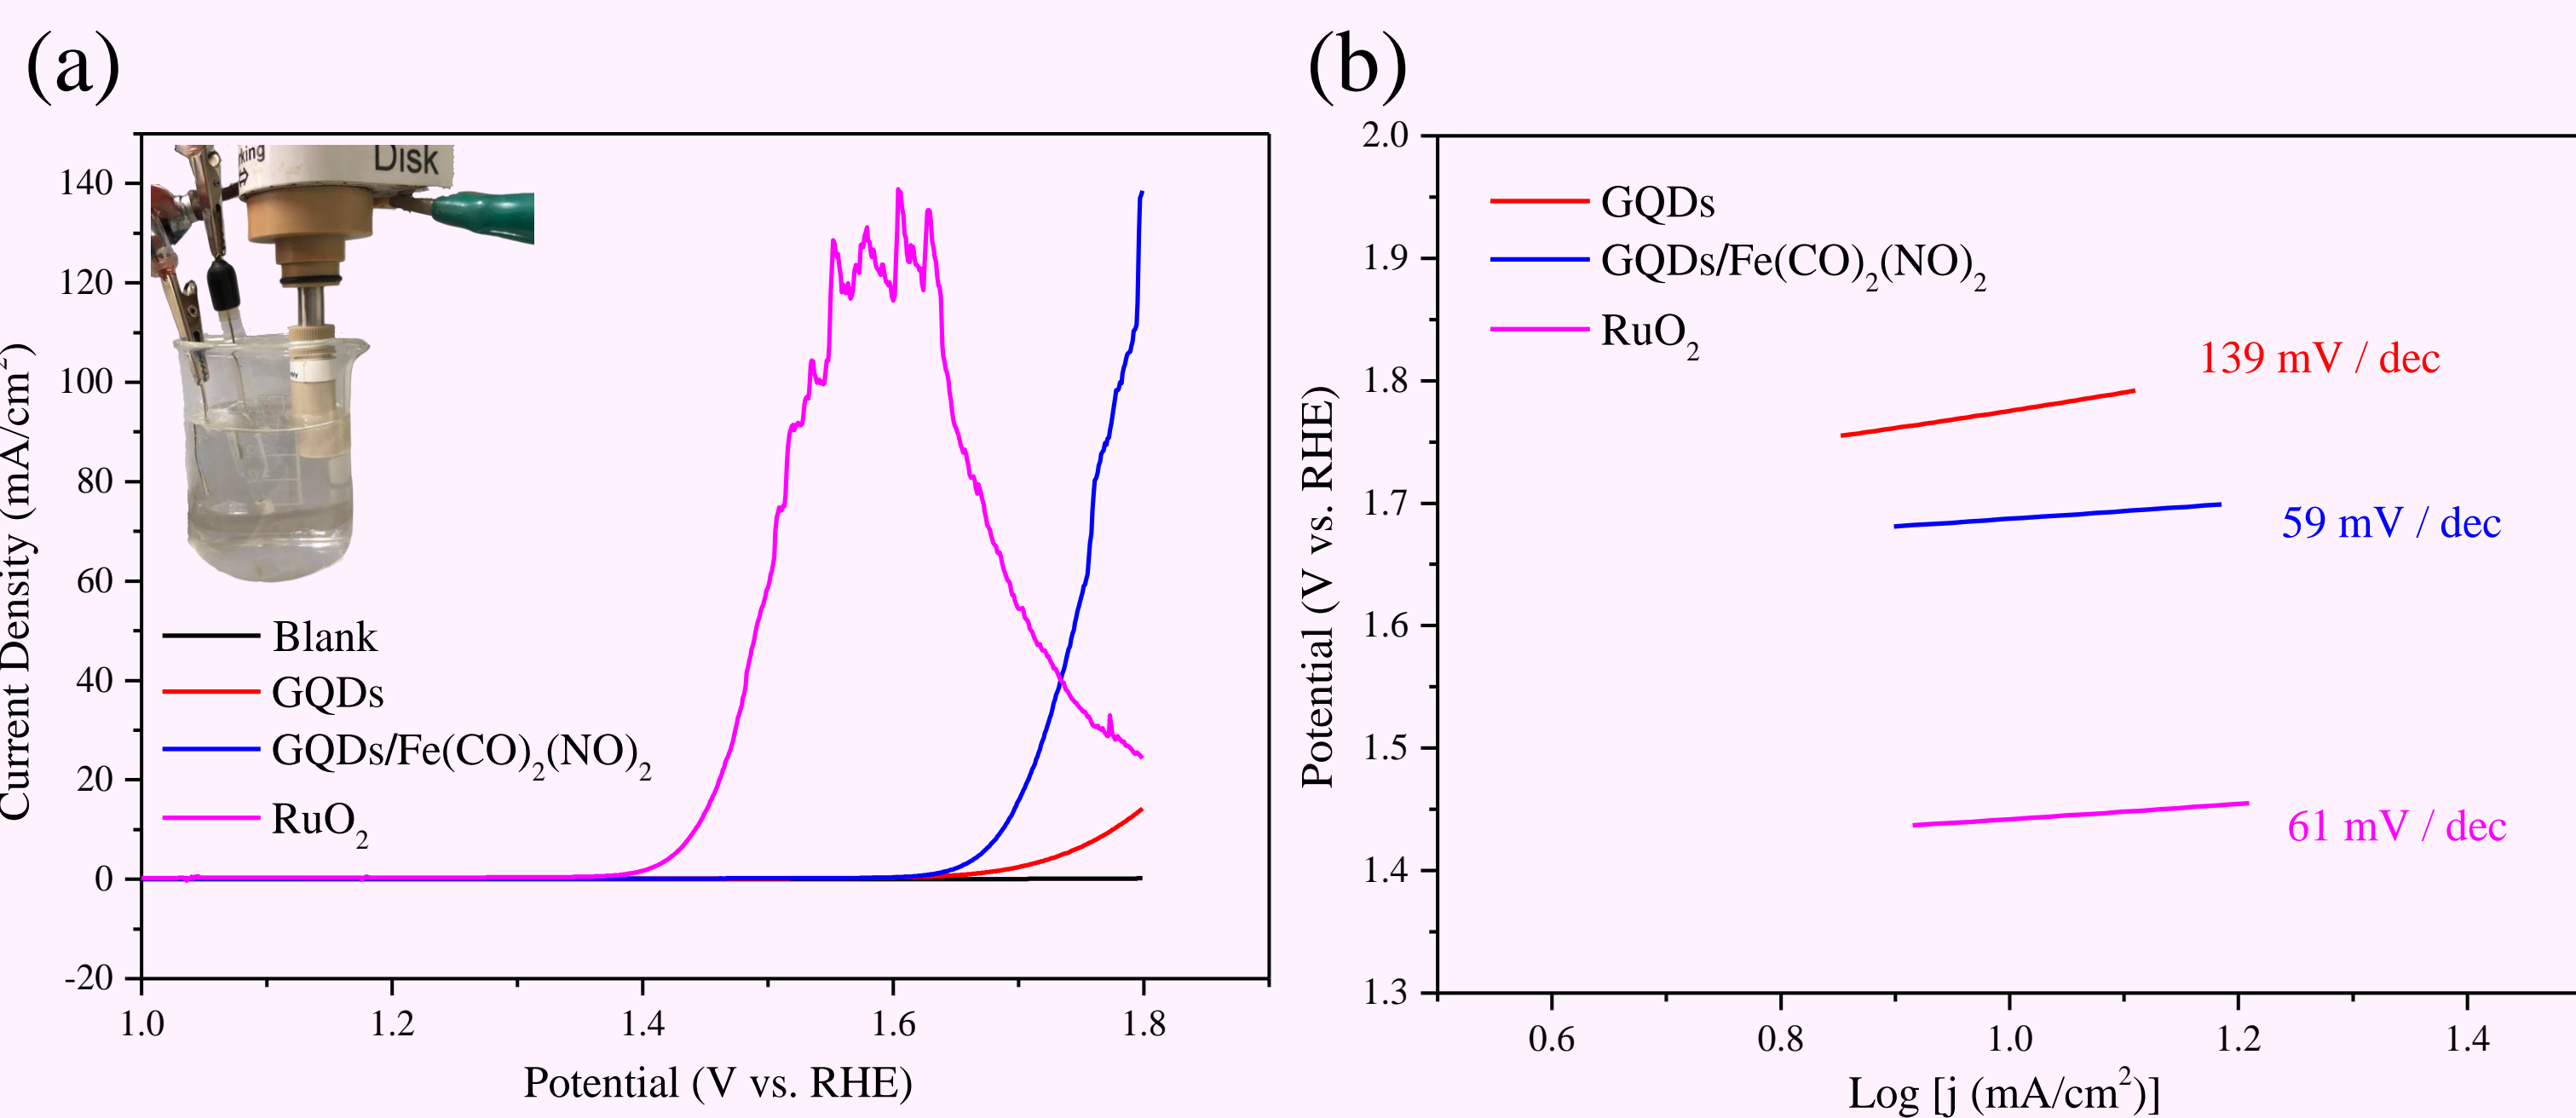 (a)
(b)
king
Disk
140
120
100
80
60
40
20
0
-20
Current Density (mA/cm²)
Blank
GQDs
GQDs/Fe(CO)₂(NO)₂
RuO₂
1.0 1.2 1.4 1.6 1.8
Potential (V vs. RHE)
2.0
1.9
1.8
1.7
1.6
1.5
1.4
1.3
Potential (V vs. RHE)
GQDs
GQDs/Fe(CO)₂(NO)₂
RuO₂
139 mV / dec
59 mV / dec
61 mV / dec
0.6 0.8 1.0 1.2 1.4
Log [j (mA/cm²)]